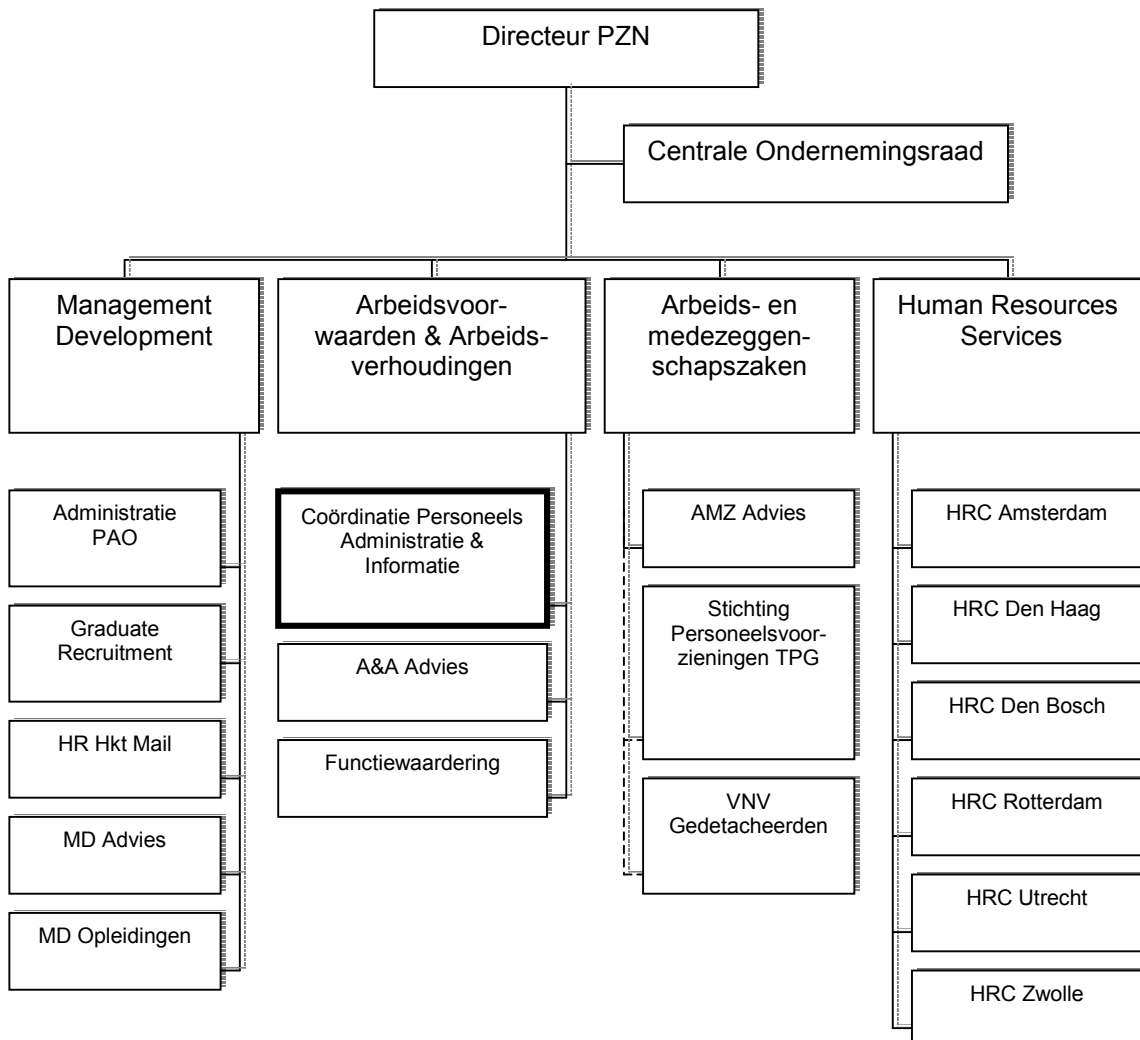 Directeur PZN
Centrale Ondernemingsraad
Management
Development
Arbeidsvoor-
waarden & Arbeids-
verhoudingen
Arbeids- en
medezeggen-
schapszaken
Human Resources
Services
Administratie
PAO
Graduate
Recruitment
HR Hkt Mail
MD Advies
MD Opleidingen
Coördinatie Personeels
Administratie &
Informatie
A&A Advies
Functiewaardering
AMZ Advies
Stichting
Personeelsvoor-
zieningen TPG
VNV
Gedetacheerden
HRC Amsterdam
HRC Den Haag
HRC Den Bosch
HRC Rotterdam
HRC Utrecht
HRC Zwolle